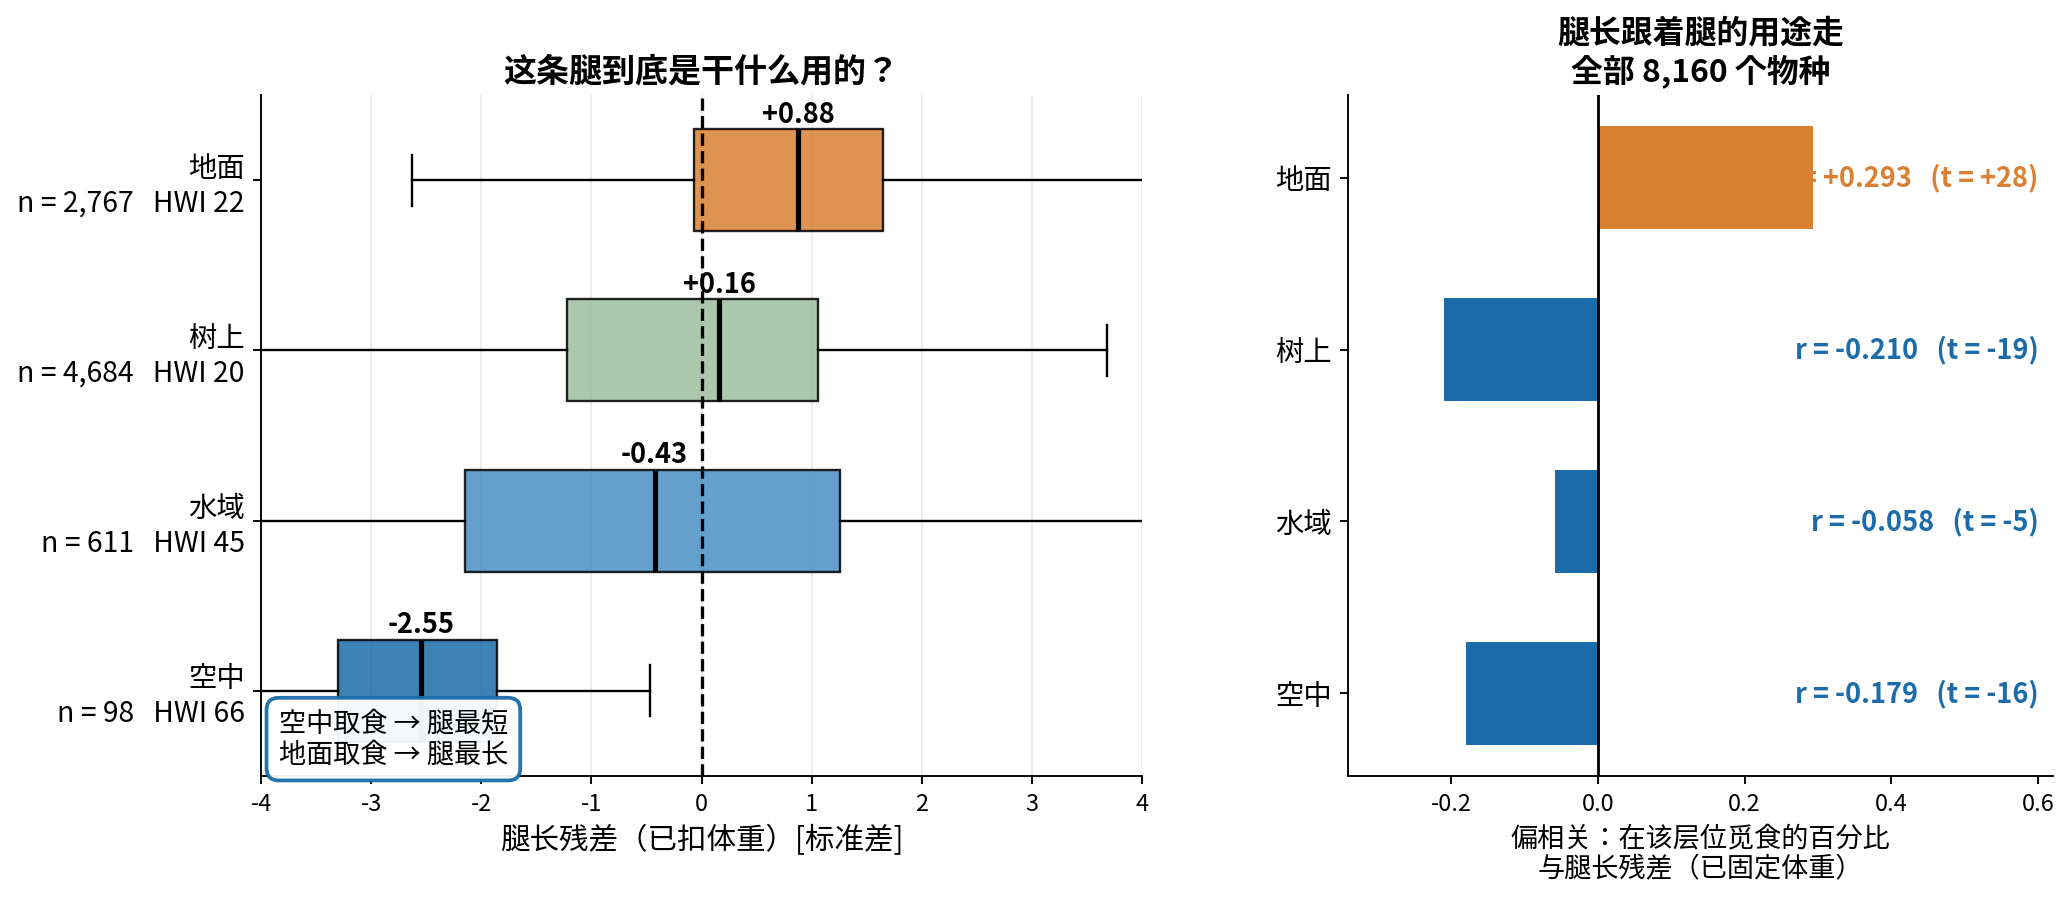 这条腿到底是干什么用的？
+0.88
地面
n = 2,767 HWI 22
+0.16
树上
n = 4,684 HWI 20
-0.43
水域
n = 611 HWI 45
-2.55
空中
n = 98 HWI 66
空中取食 → 腿最短
地面取食 → 腿最长
-4 -3 -2 -1 0 1 2 3 4
腿长残差（已扣体重）[标准差]
腿长跟着腿的用途走
全部 8,160 个物种
地面
= +0.293 (t = +28)
树上
r = -0.210 (t = -19)
水域
r = -0.058 (t = -5)
空中
r = -0.179 (t = -16)
-0.2 0.0 0.2 0.4 0.6
偏相关：在该层位觅食的百分比
与腿长残差（已固定体重）